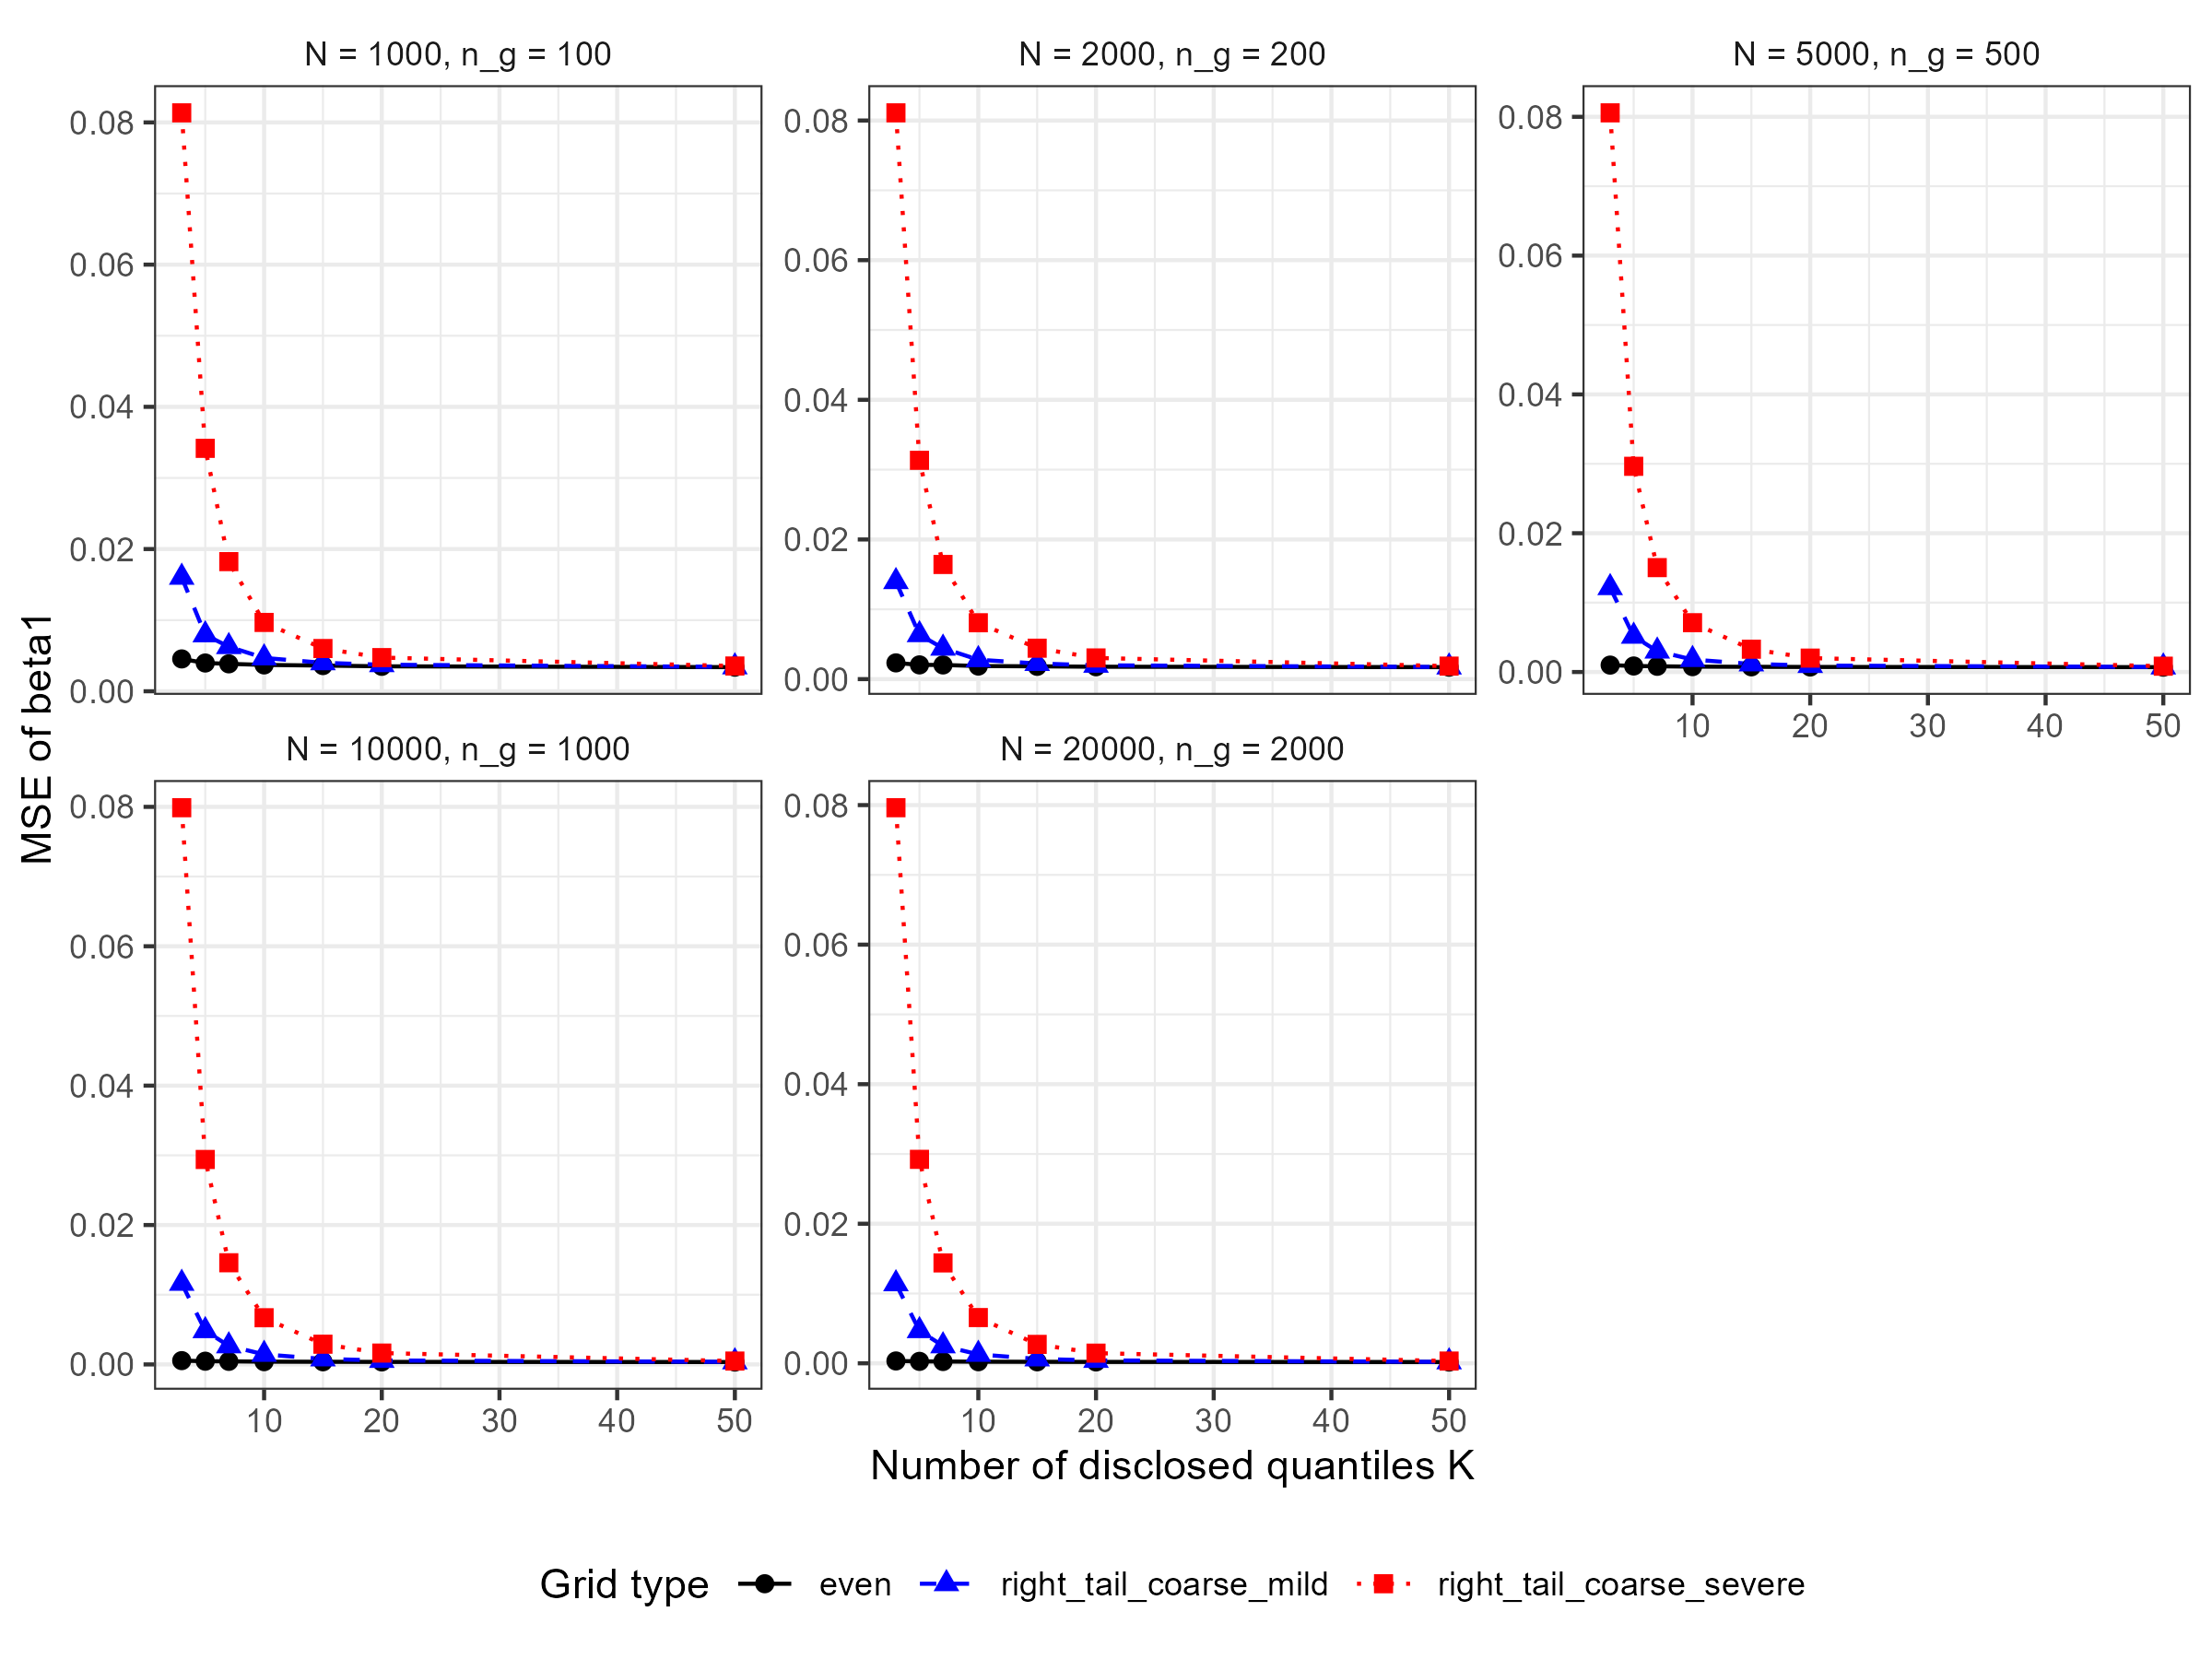 N = 1000, n_g = 100
N = 2000, n_g = 200
N = 5000, n_g = 500
0.08
0.06
0.04
0.02
0.00
0.08
0.06
0.04
0.02
0.00
0.08
0.06
0.04
0.02
0.00
10 20 30 40 50
MSE of beta1
N = 10000, n_g = 1000
N = 20000, n_g = 2000
0.08
0.06
0.04
0.02
0.00
0.08
0.06
0.04
0.02
0.00
10 20 30 40 50
10 20 30 40 50
Number of disclosed quantiles K
Grid type even right_tail_coarse_mild right_tail_coarse_severe